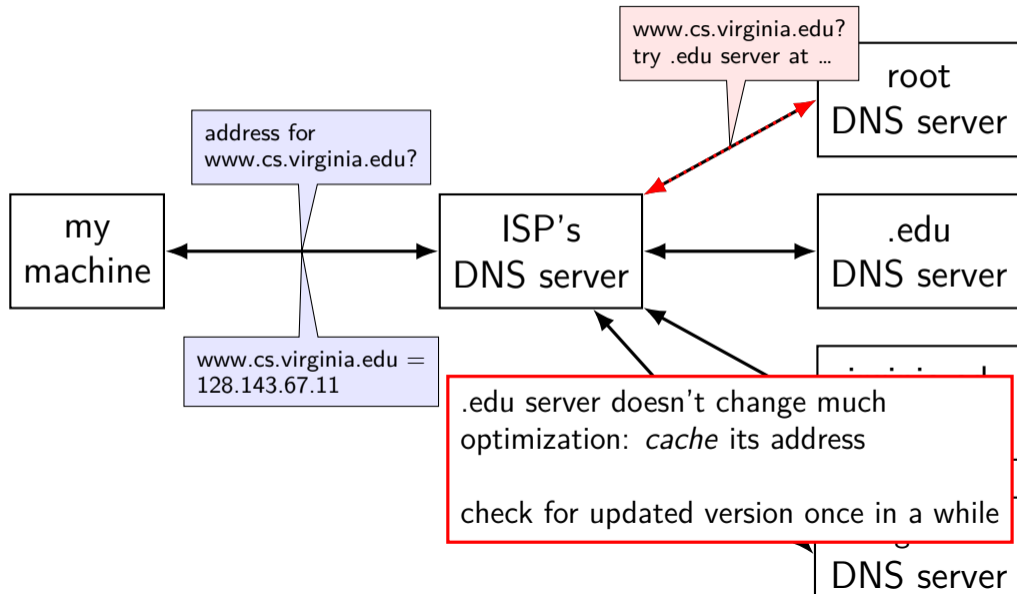 www.cs.virginia.edu?
try .edu server at ...
root
DNS server
address for
www.cs.virginia.edu?
my
machine
ISP's
DNS server
.edu
DNS server
www.cs.virginia.edu =
128.143.67.11
.edu server doesn't change much
optimization: cache its address
check for updated version once in a while
DNS server